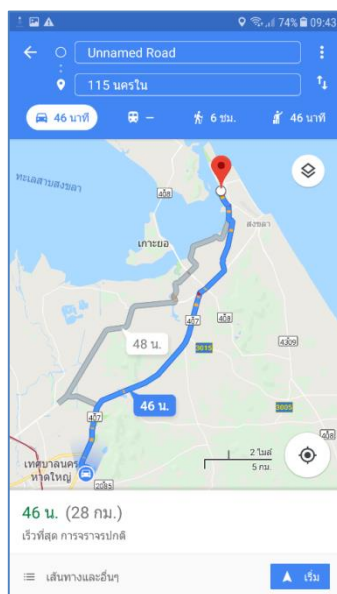 74% 09:43
Unnamed Road
115 นครใน
46 นาที
—
6 ชม.
46 นาที
ทะเลสาบสงขลา
408
สงขลา
เกาะยอ
407
408
4309
48 น.
3015
46 น.
3005
407
408
2 ไมล์
5 กม.
เทศบาลนคร
หาดใหญ่
46 น. (28 กม.)
เร็วที่สุด การจราจรปกติ
เส้นทางและอื่นๆ
เริ่ม